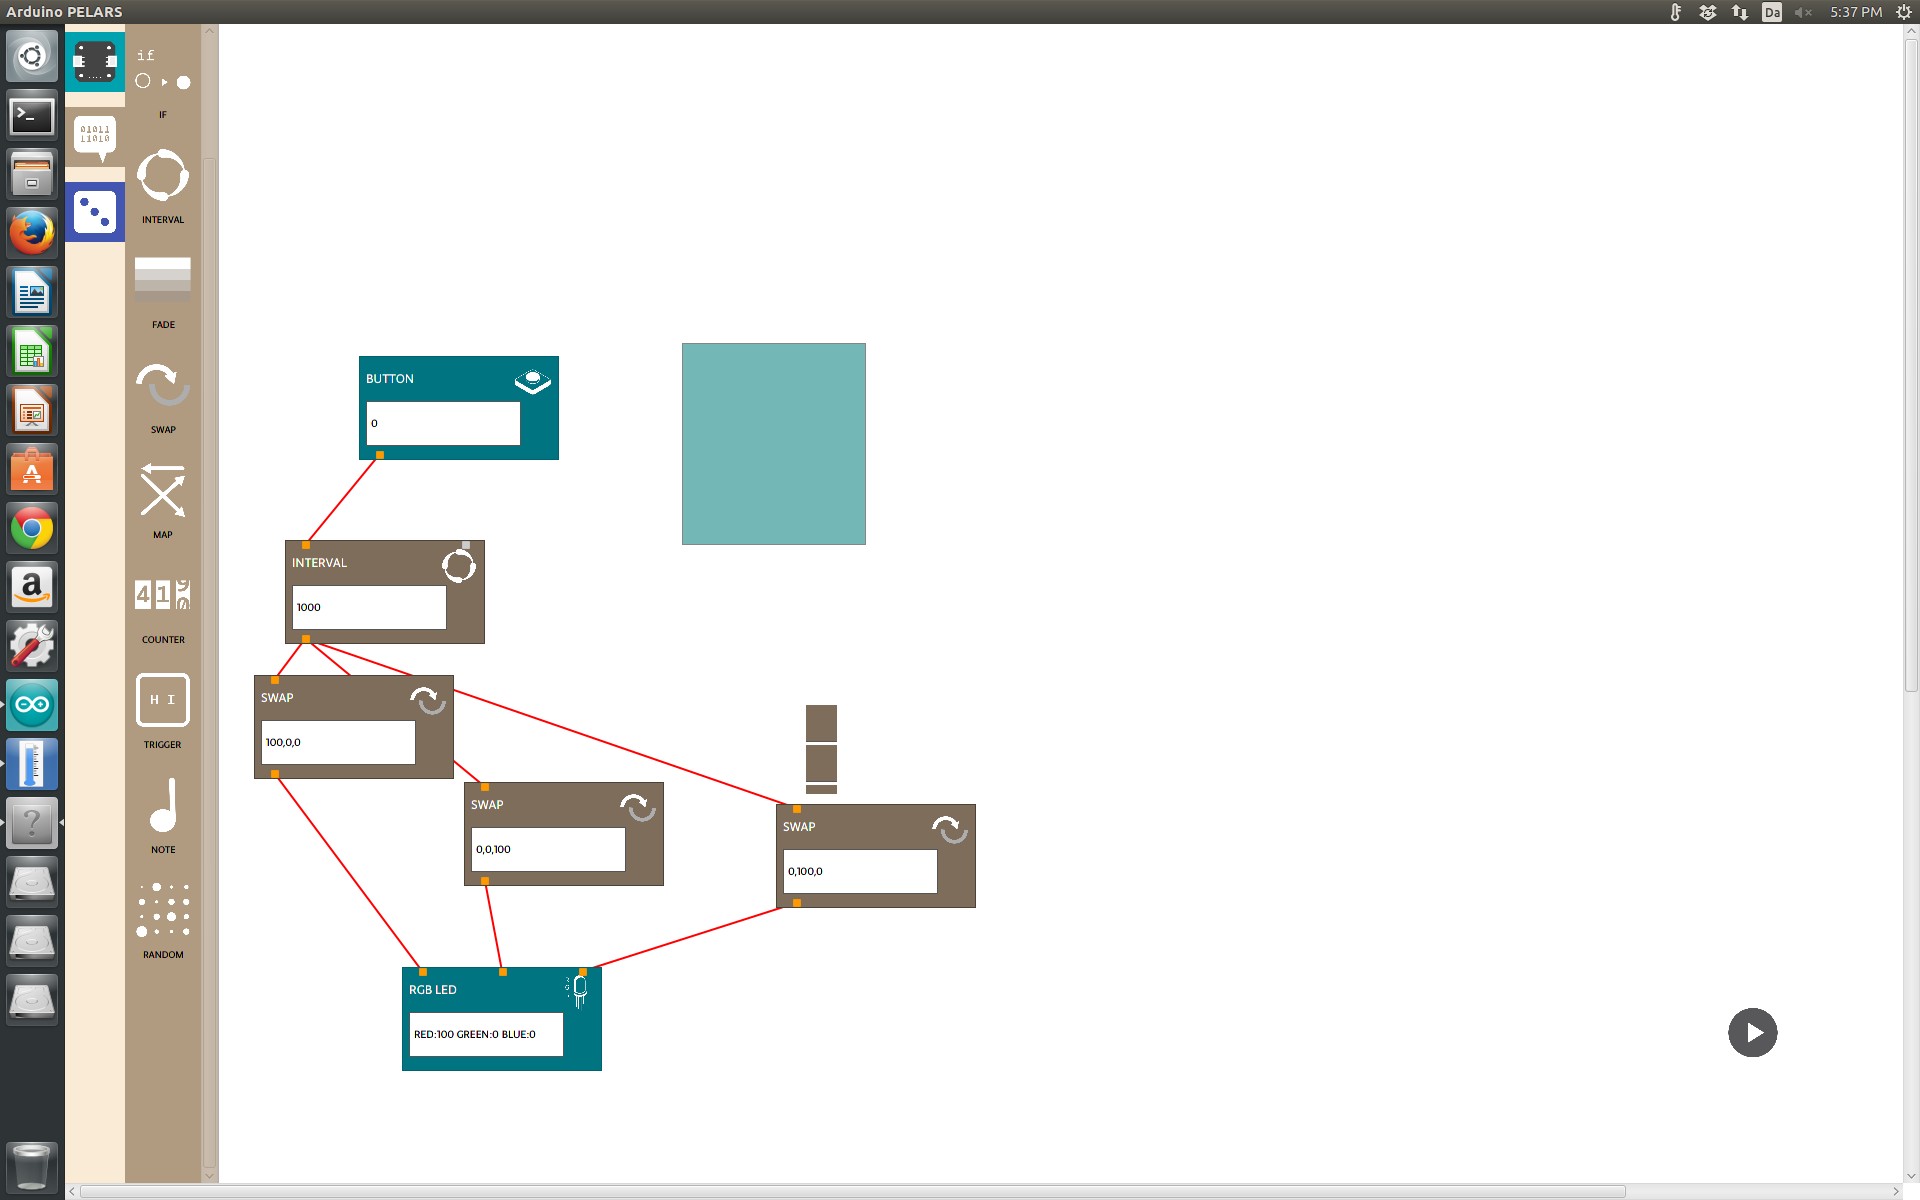 Arduino PELARS
Da
5:37 PM
if
IF
01011
11010
INTERVAL
FADE
SWAP
MAP
COUNTER
H I
TRIGGER
NOTE
RANDOM
BUTTON
0
INTERVAL
1000
SWAP
100,0,0
SWAP
0,0,100
SWAP
0,100,0
RGB LED
RED:100 GREEN:0 BLUE:0